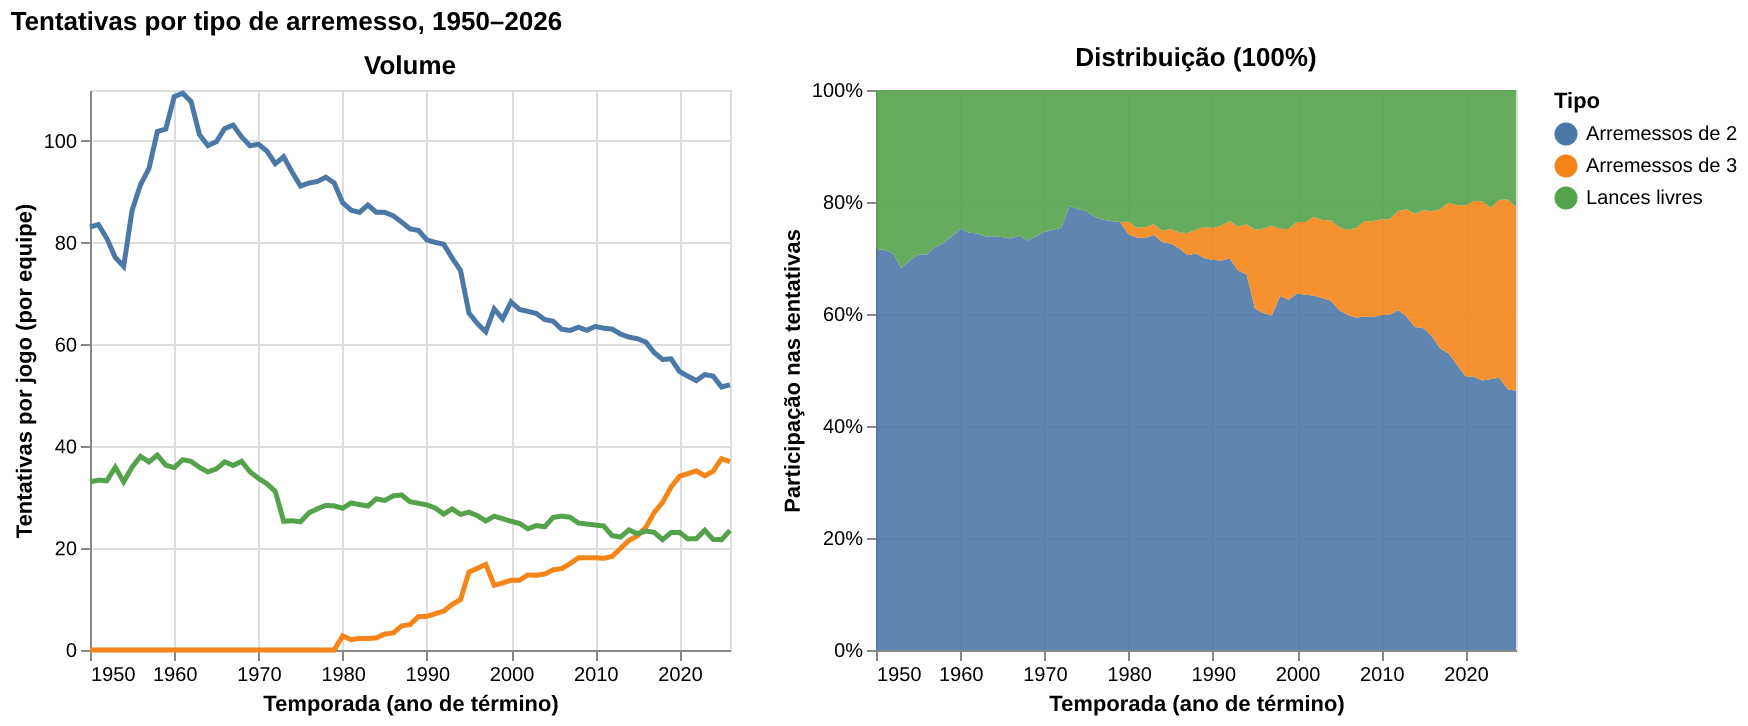 Tentativas por tipo de arremesso, 1950–2026
Volume
Tentativas por jogo (por equipe)
100
80
60
40
20
0
1950 1960 1970 1980 1990 2000 2010 2020
Temporada (ano de término)
Distribuição (100%)
Participação nas tentativas
100%
80%
60%
40%
20%
0%
1950 1960 1970 1980 1990 2000 2010 2020
Temporada (ano de término)
Tipo
Arremessos de 2
Arremessos de 3
Lances livres